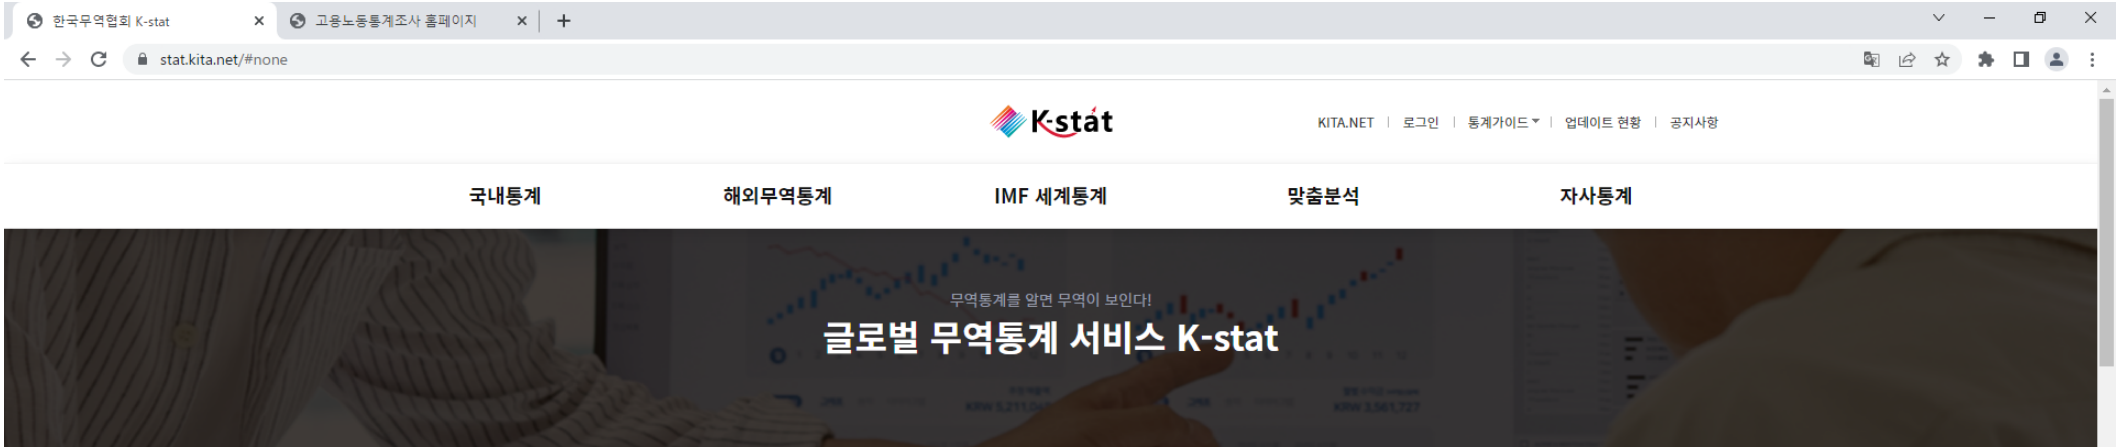 한국무역협회 K-stat
고용노동통계조사 홈페이지
stat.kita.net/#none
K-stat
KITA.NET 로그인 통계가이드 업데이트 현황 공지사항
국내통계 해외무역통계 IMF 세계통계 맞춤분석 자사통계
무역통계를 알면 무역이 보인다!
글로벌 무역통계 서비스 K-stat
KRW 3,561,727